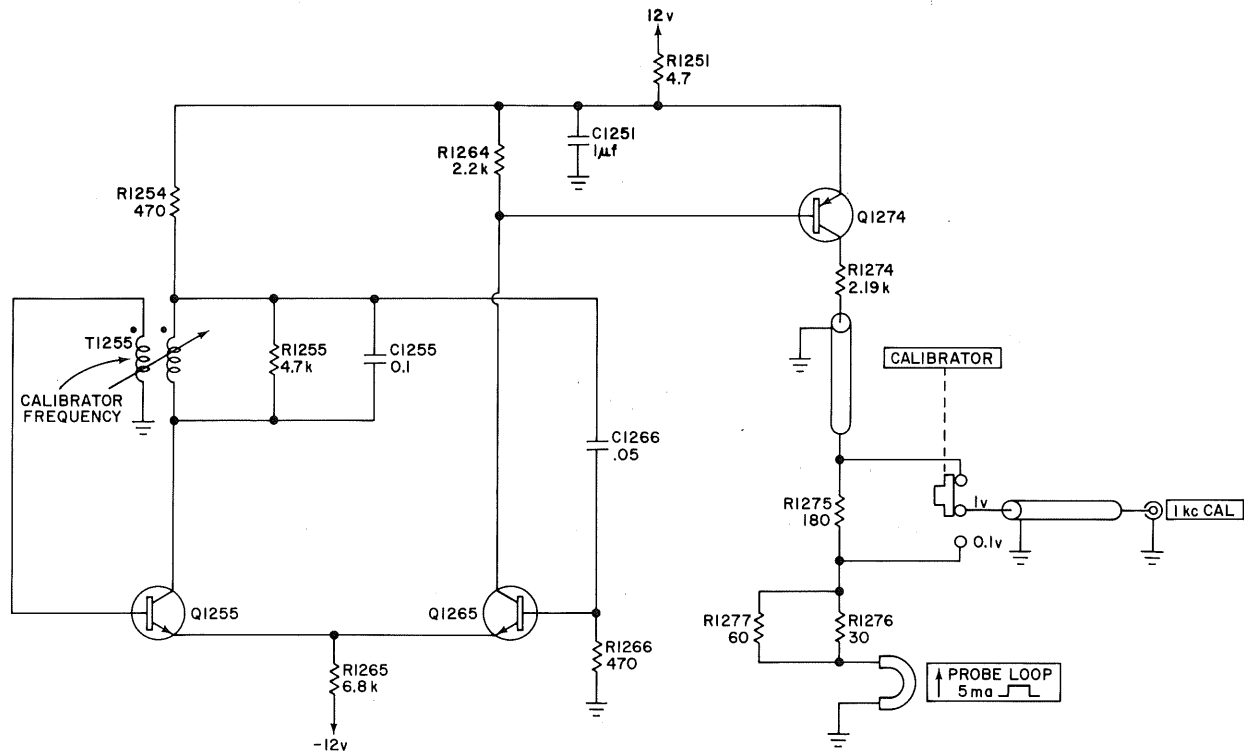 12v
R1251
4.7
C1251
1μf
R1264
2.2k
R1254
470
Q1274
R1274
2.19k
T1255
R1255
4.7k
C1255
0.1
CALIBRATOR
FREQUENCY
CALIBRATOR
C1266
.05
R1275
180
1v
1 kc CAL
0.1v
Q1255
Q1265
R1277
60
R1276
30
R1266
470
R1265
6.8k
PROBE LOOP
5ma
-12v